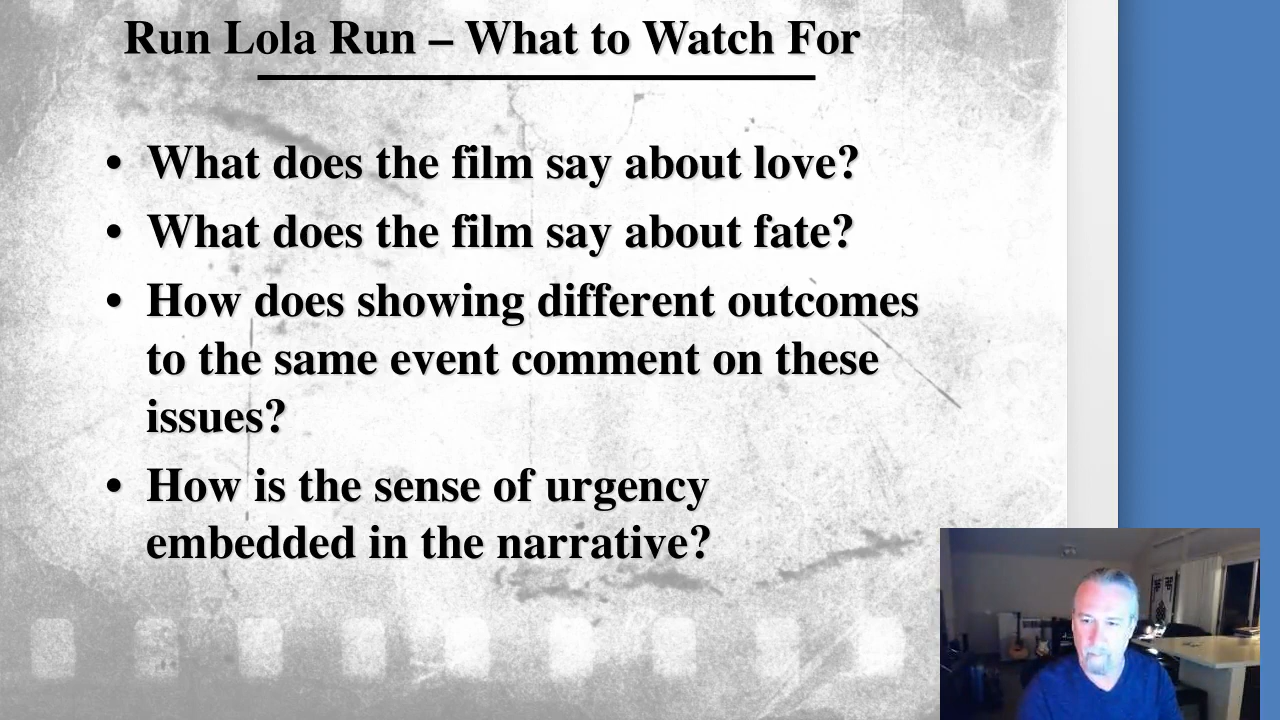 Run Lola Run – What to Watch For
• What does the film say about love?
• What does the film say about fate?
• How does showing different outcomes
to the same event comment on these
issues?
• How is the sense of urgency
embedded in the narrative?